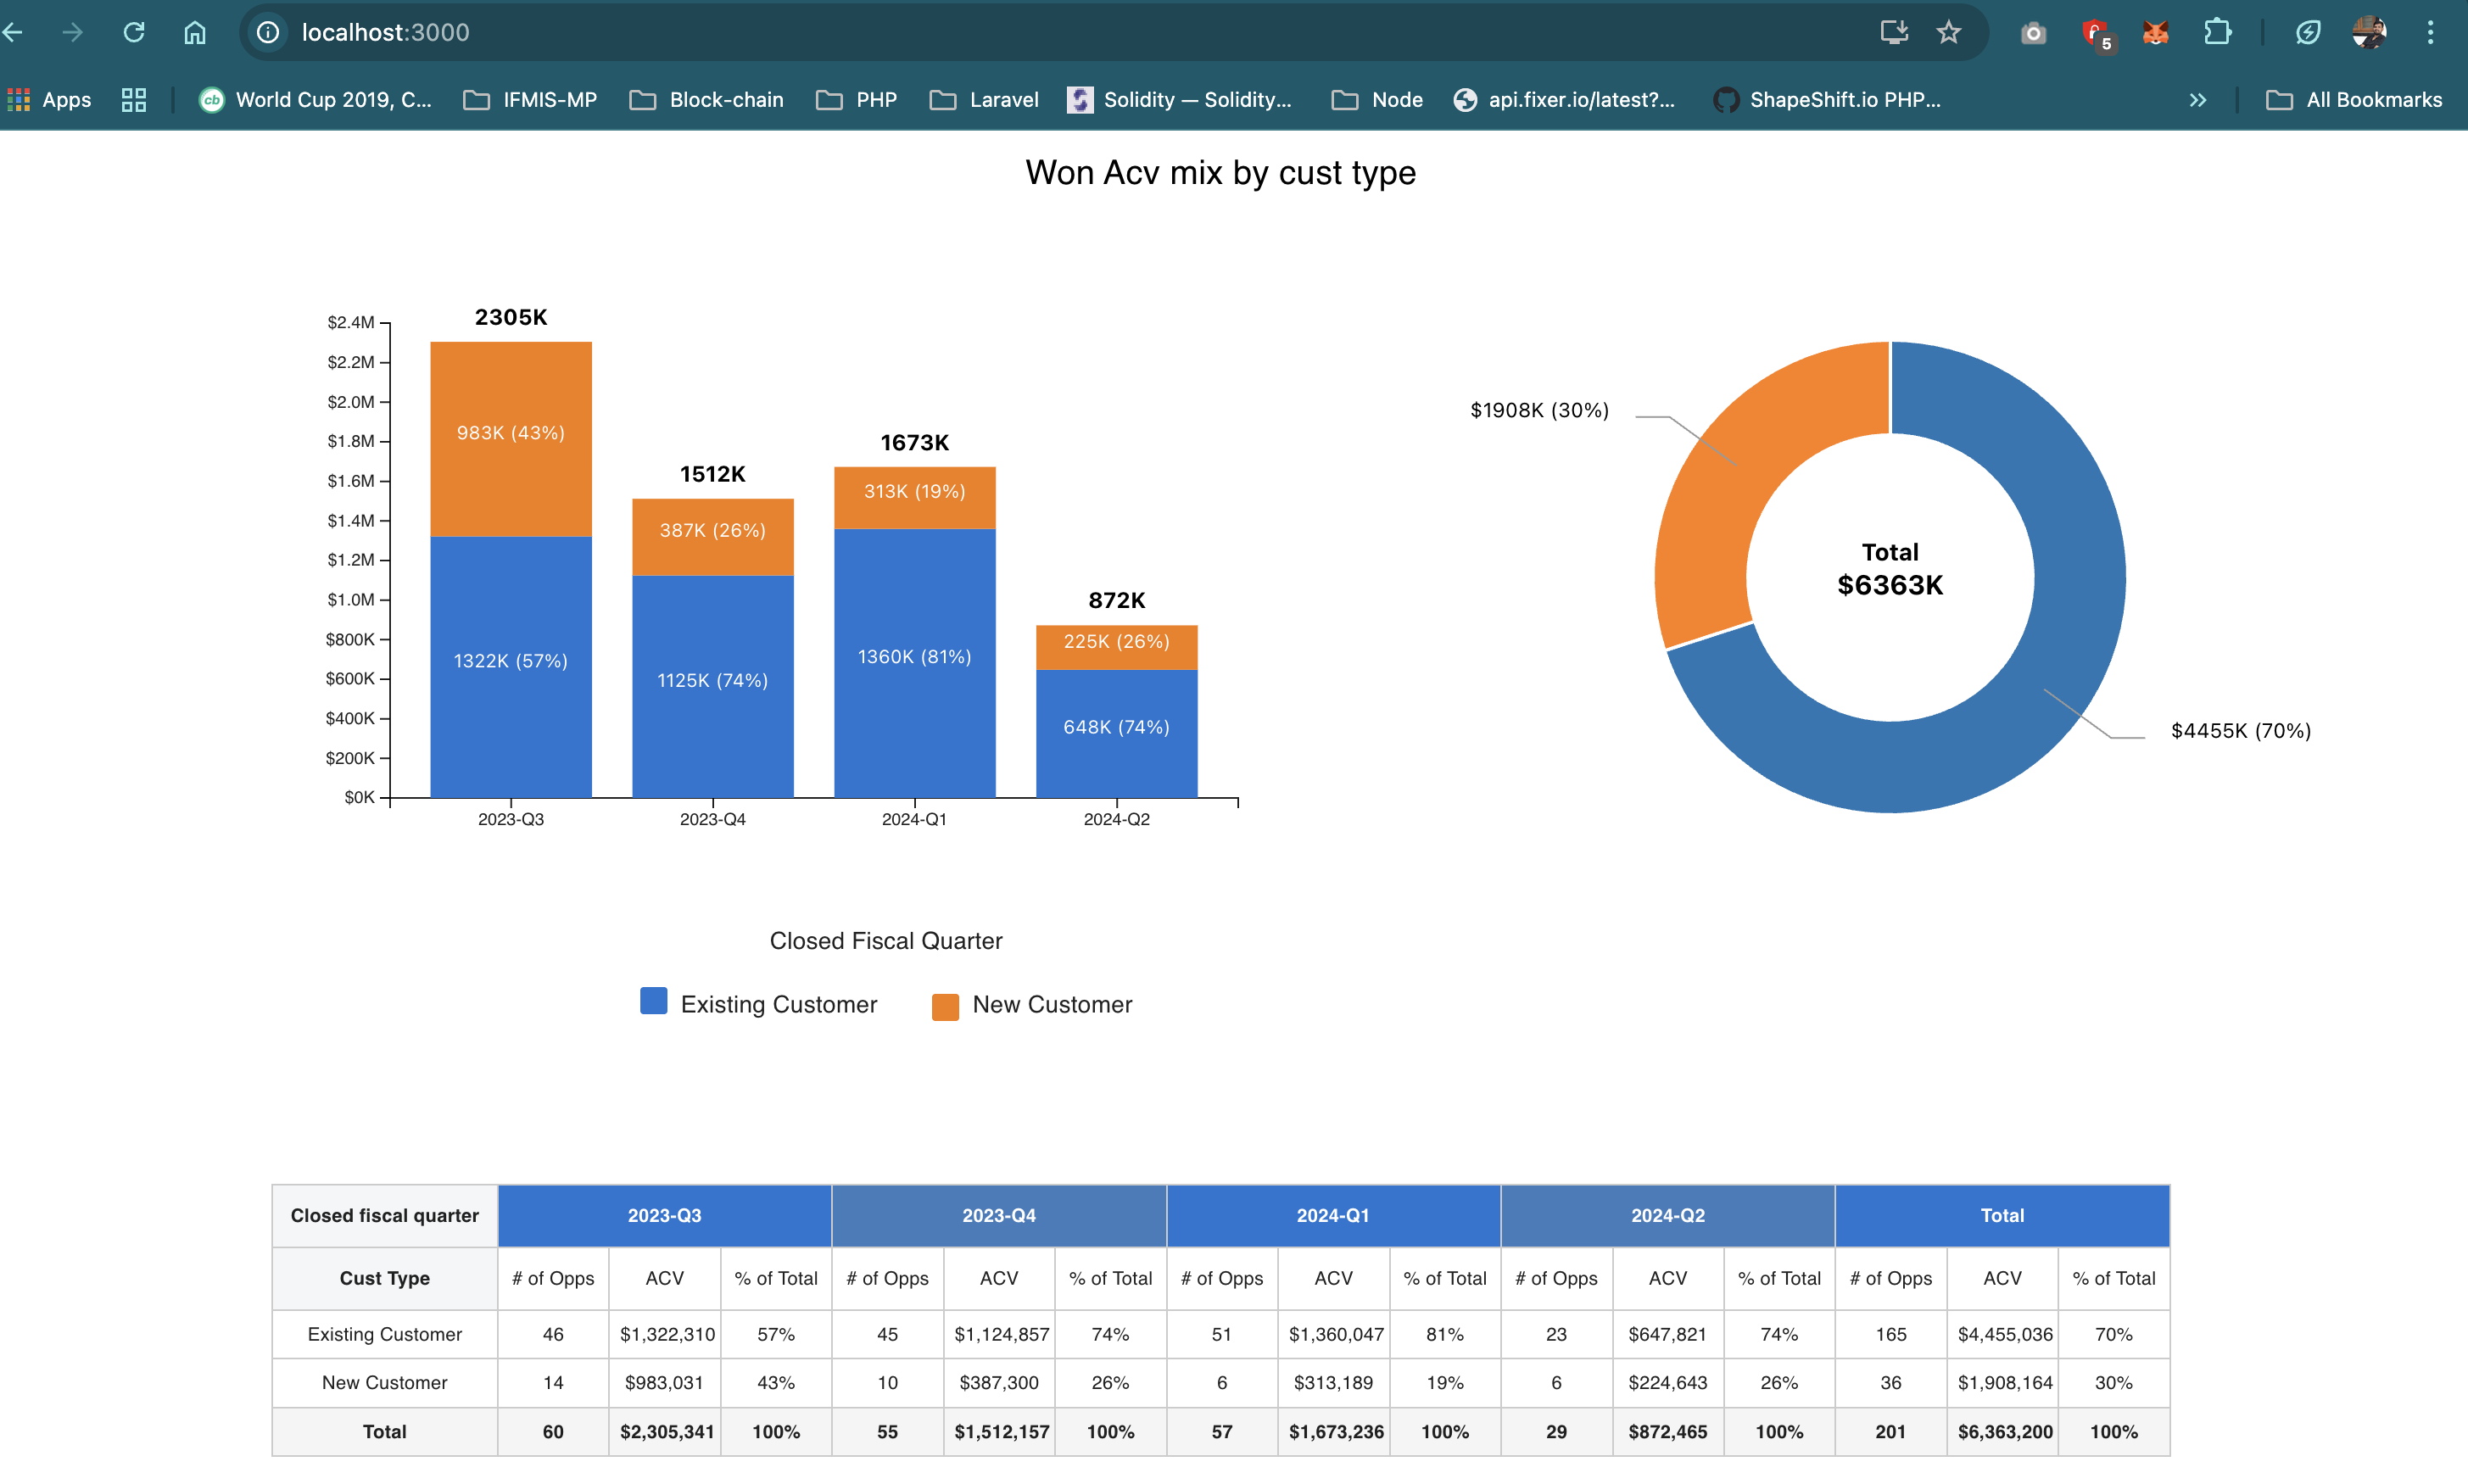 localhost:3000
5
Apps
cb
World Cup 2019, C...
IFMIS-MP
Block-chain
PHP
Laravel
Solidity — Solidity...
Node
api.fixer.io/latest?...
ShapeShift.io PHP...
All Bookmarks
Won Acv mix by cust type
$2.4M
$2.2M
$2.0M
$1.8M
$1.6M
$1.4M
$1.2M
$1.0M
$800K
$600K
$400K
$200K
$0K
2305K
983K (43%)
1322K (57%)
1512K
387K (26%)
1125K (74%)
1673K
313K (19%)
1360K (81%)
872K
225K (26%)
648K (74%)
2023-Q3 2023-Q4 2024-Q1 2024-Q2
Closed Fiscal Quarter
Existing Customer New Customer
$1908K (30%)
Total
$6363K
$4455K (70%)
Closed fiscal quarter 2023-Q3 2023-Q4 2024-Q1 2024-Q2 Total
Cust Type # of Opps ACV % of Total # of Opps ACV % of Total # of Opps ACV % of Total # of Opps ACV % of Total # of Opps ACV % of Total
Existing Customer 46 $1,322,310 57% 45 $1,124,857 74% 51 $1,360,047 81% 23 $647,821 74% 165 $4,455,036 70%
New Customer 14 $983,031 43% 10 $387,300 26% 6 $313,189 19% 6 $224,643 26% 36 $1,908,164 30%
Total 60 $2,305,341 100% 55 $1,512,157 100% 57 $1,673,236 100% 29 $872,465 100% 201 $6,363,200 100%